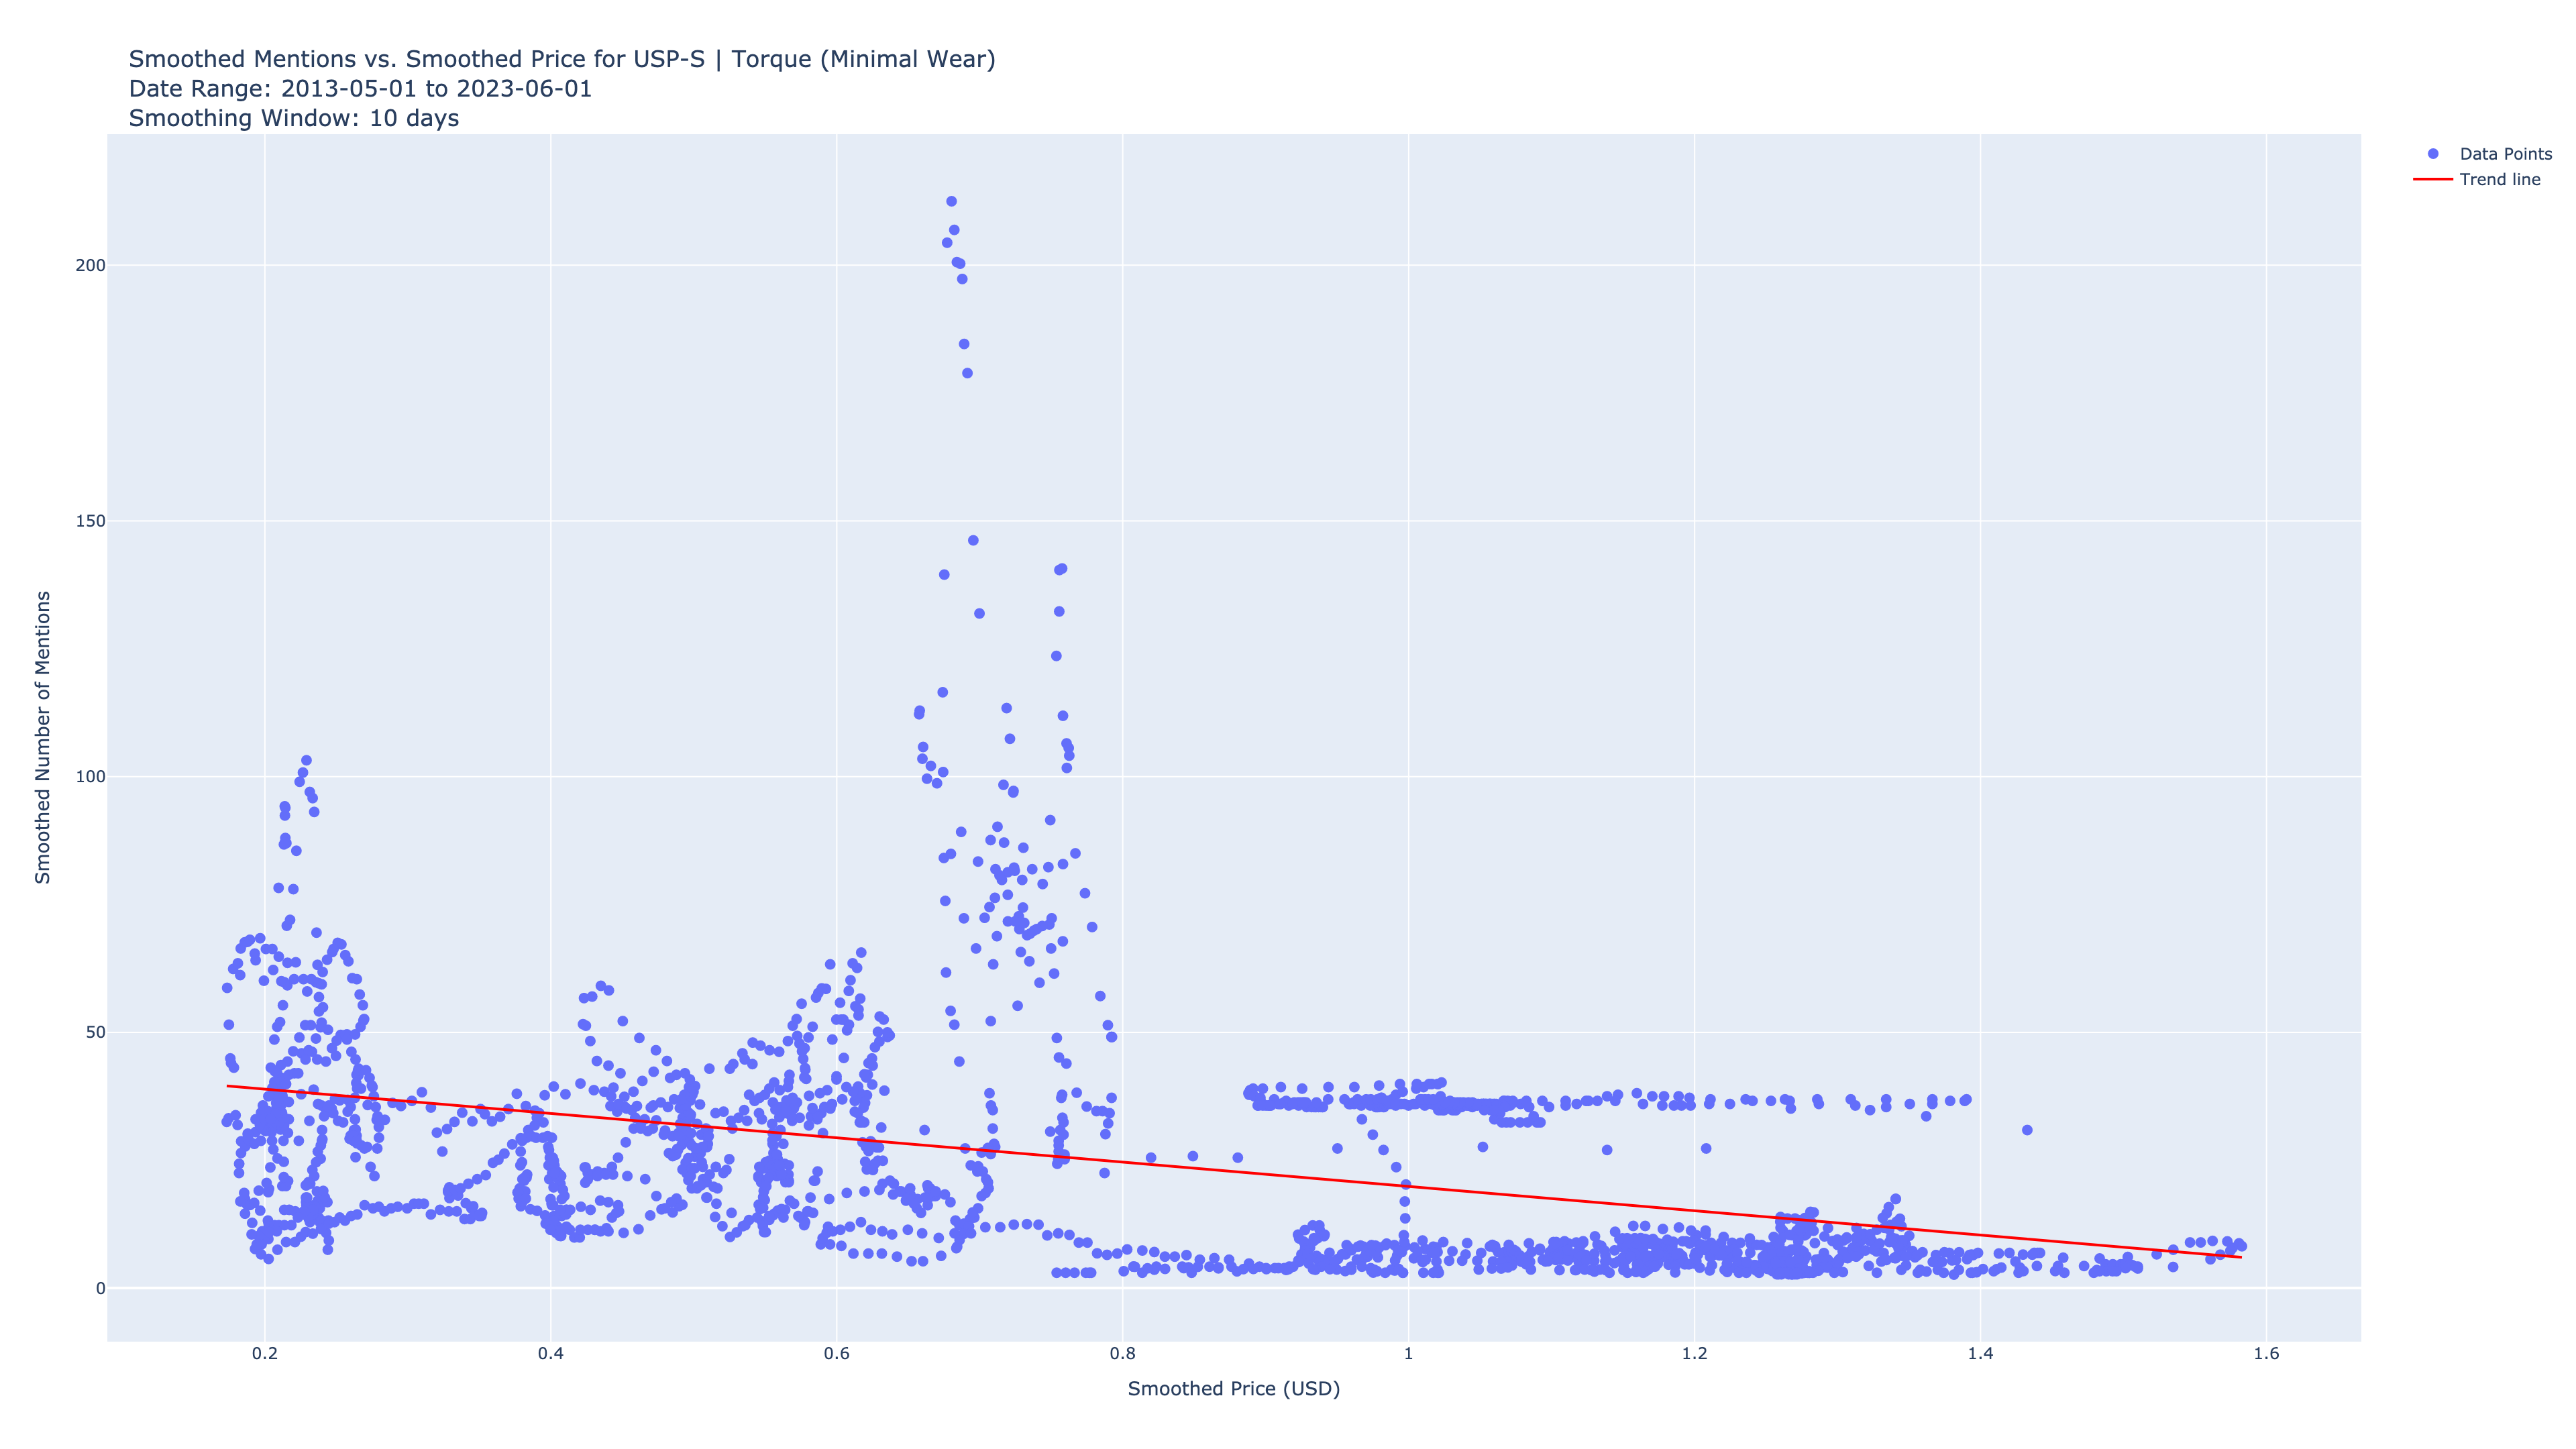 Smoothed Mentions vs. Smoothed Price for USP-S | Torque (Minimal Wear)
Date Range: 2013-05-01 to 2023-06-01
Smoothing Window: 10 days
Data Points
Trend line
Smoothed Number of Mentions
200
150
100
50
0
0.2 0.4 0.6 0.8 1 1.2 1.4 1.6
Smoothed Price (USD)